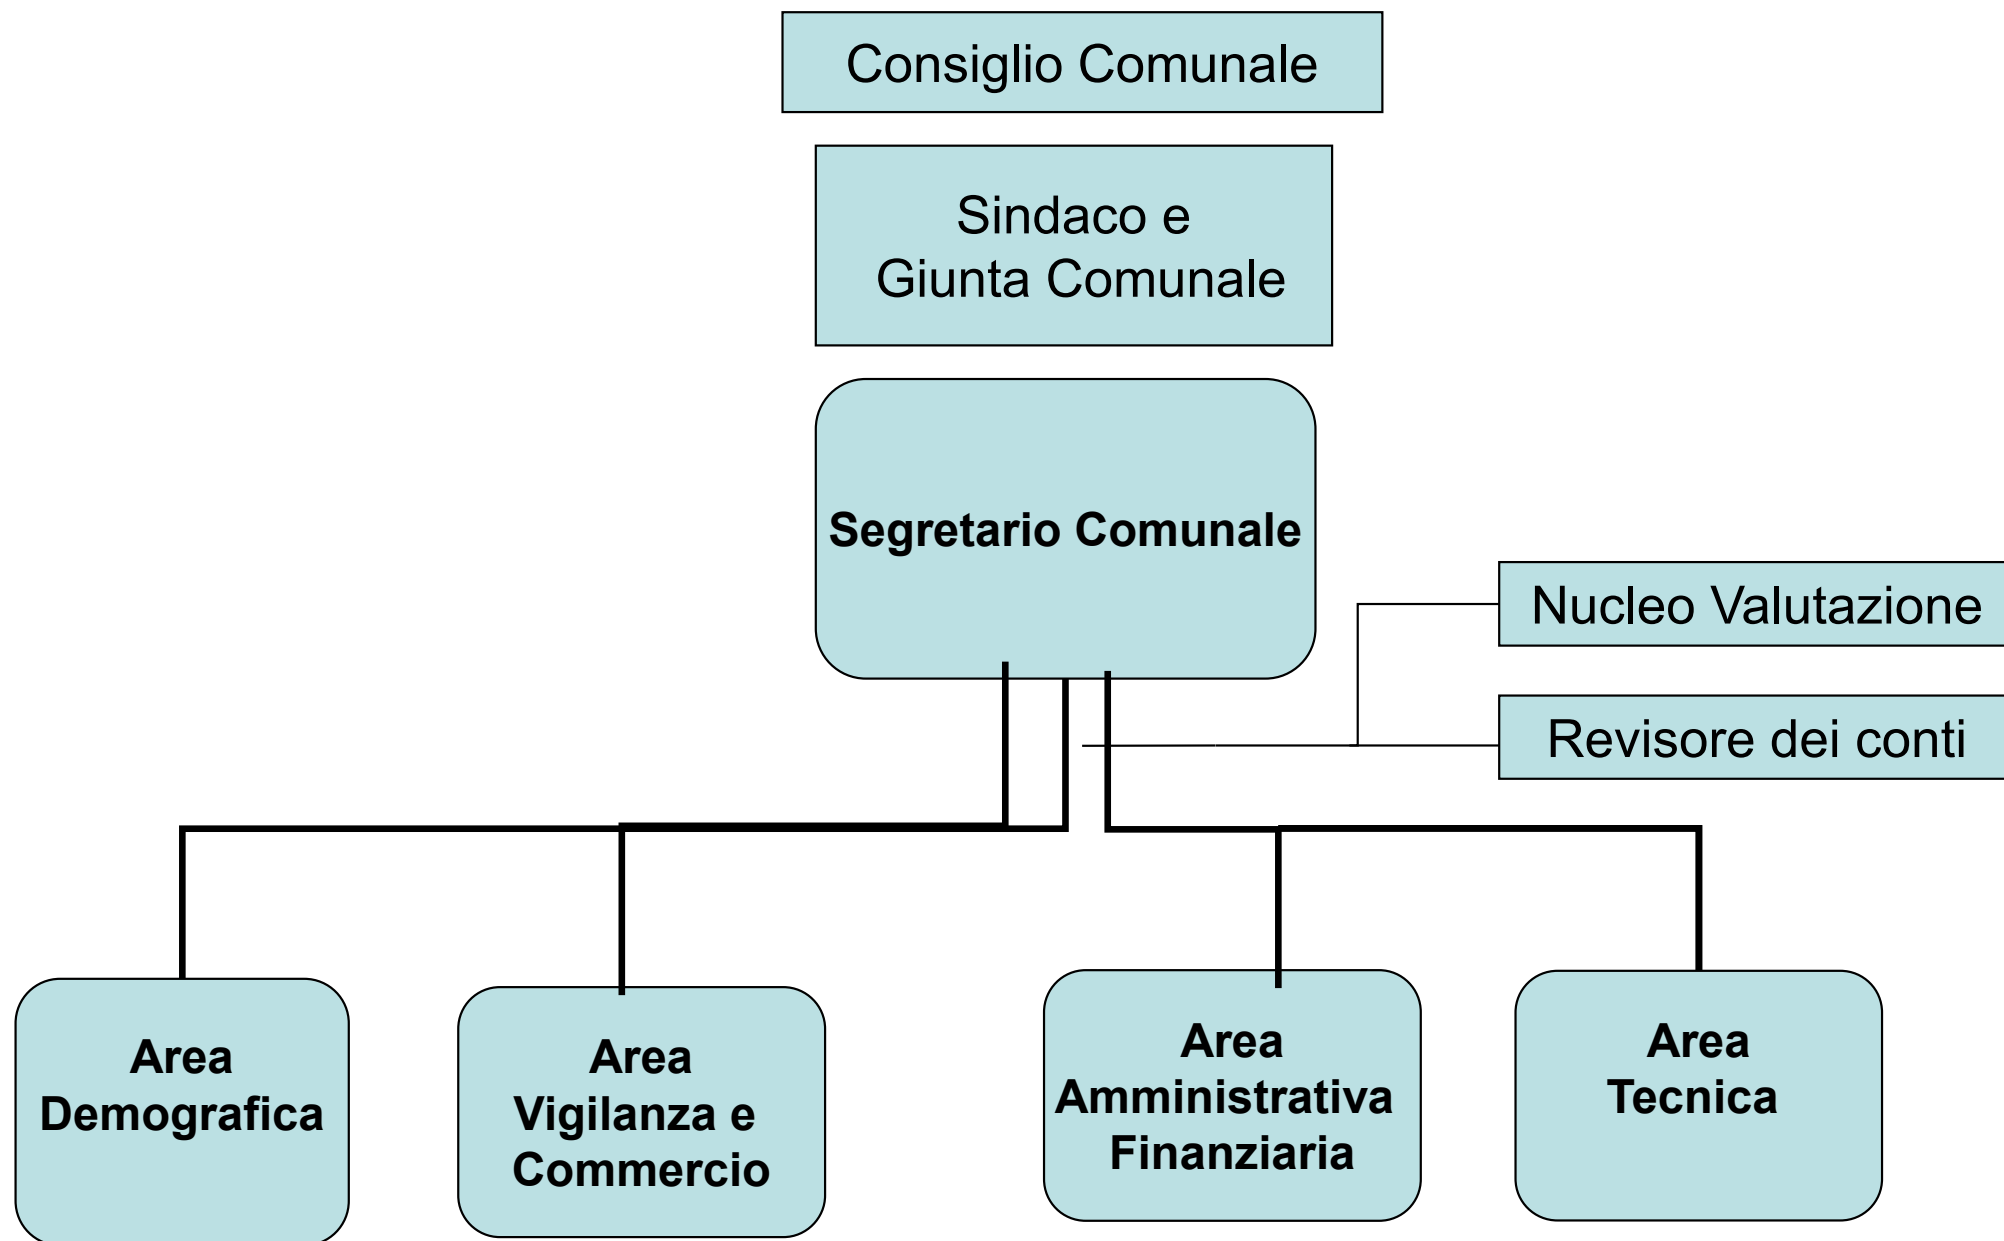 Consiglio Comunale
Sindaco e
Giunta Comunale
Segretario Comunale
Nucleo Valutazione
Revisore dei conti
Area
Demografica
Area
Vigilanza e
Commercio
Area
Amministrativa
Finanziaria
Area
Tecnica